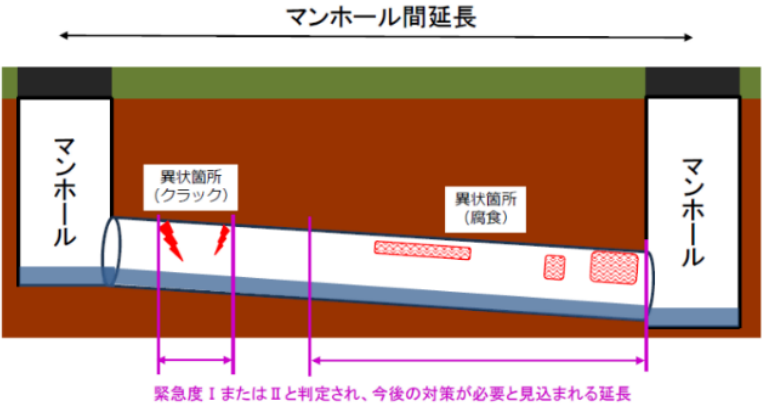 マンホール間延長
マンホール
異状箇所
（クラック）
異状箇所
（腐食）
マンホール
緊急度ⅠまたはⅡと判定され、今後の対策が必要と見込まれる延長